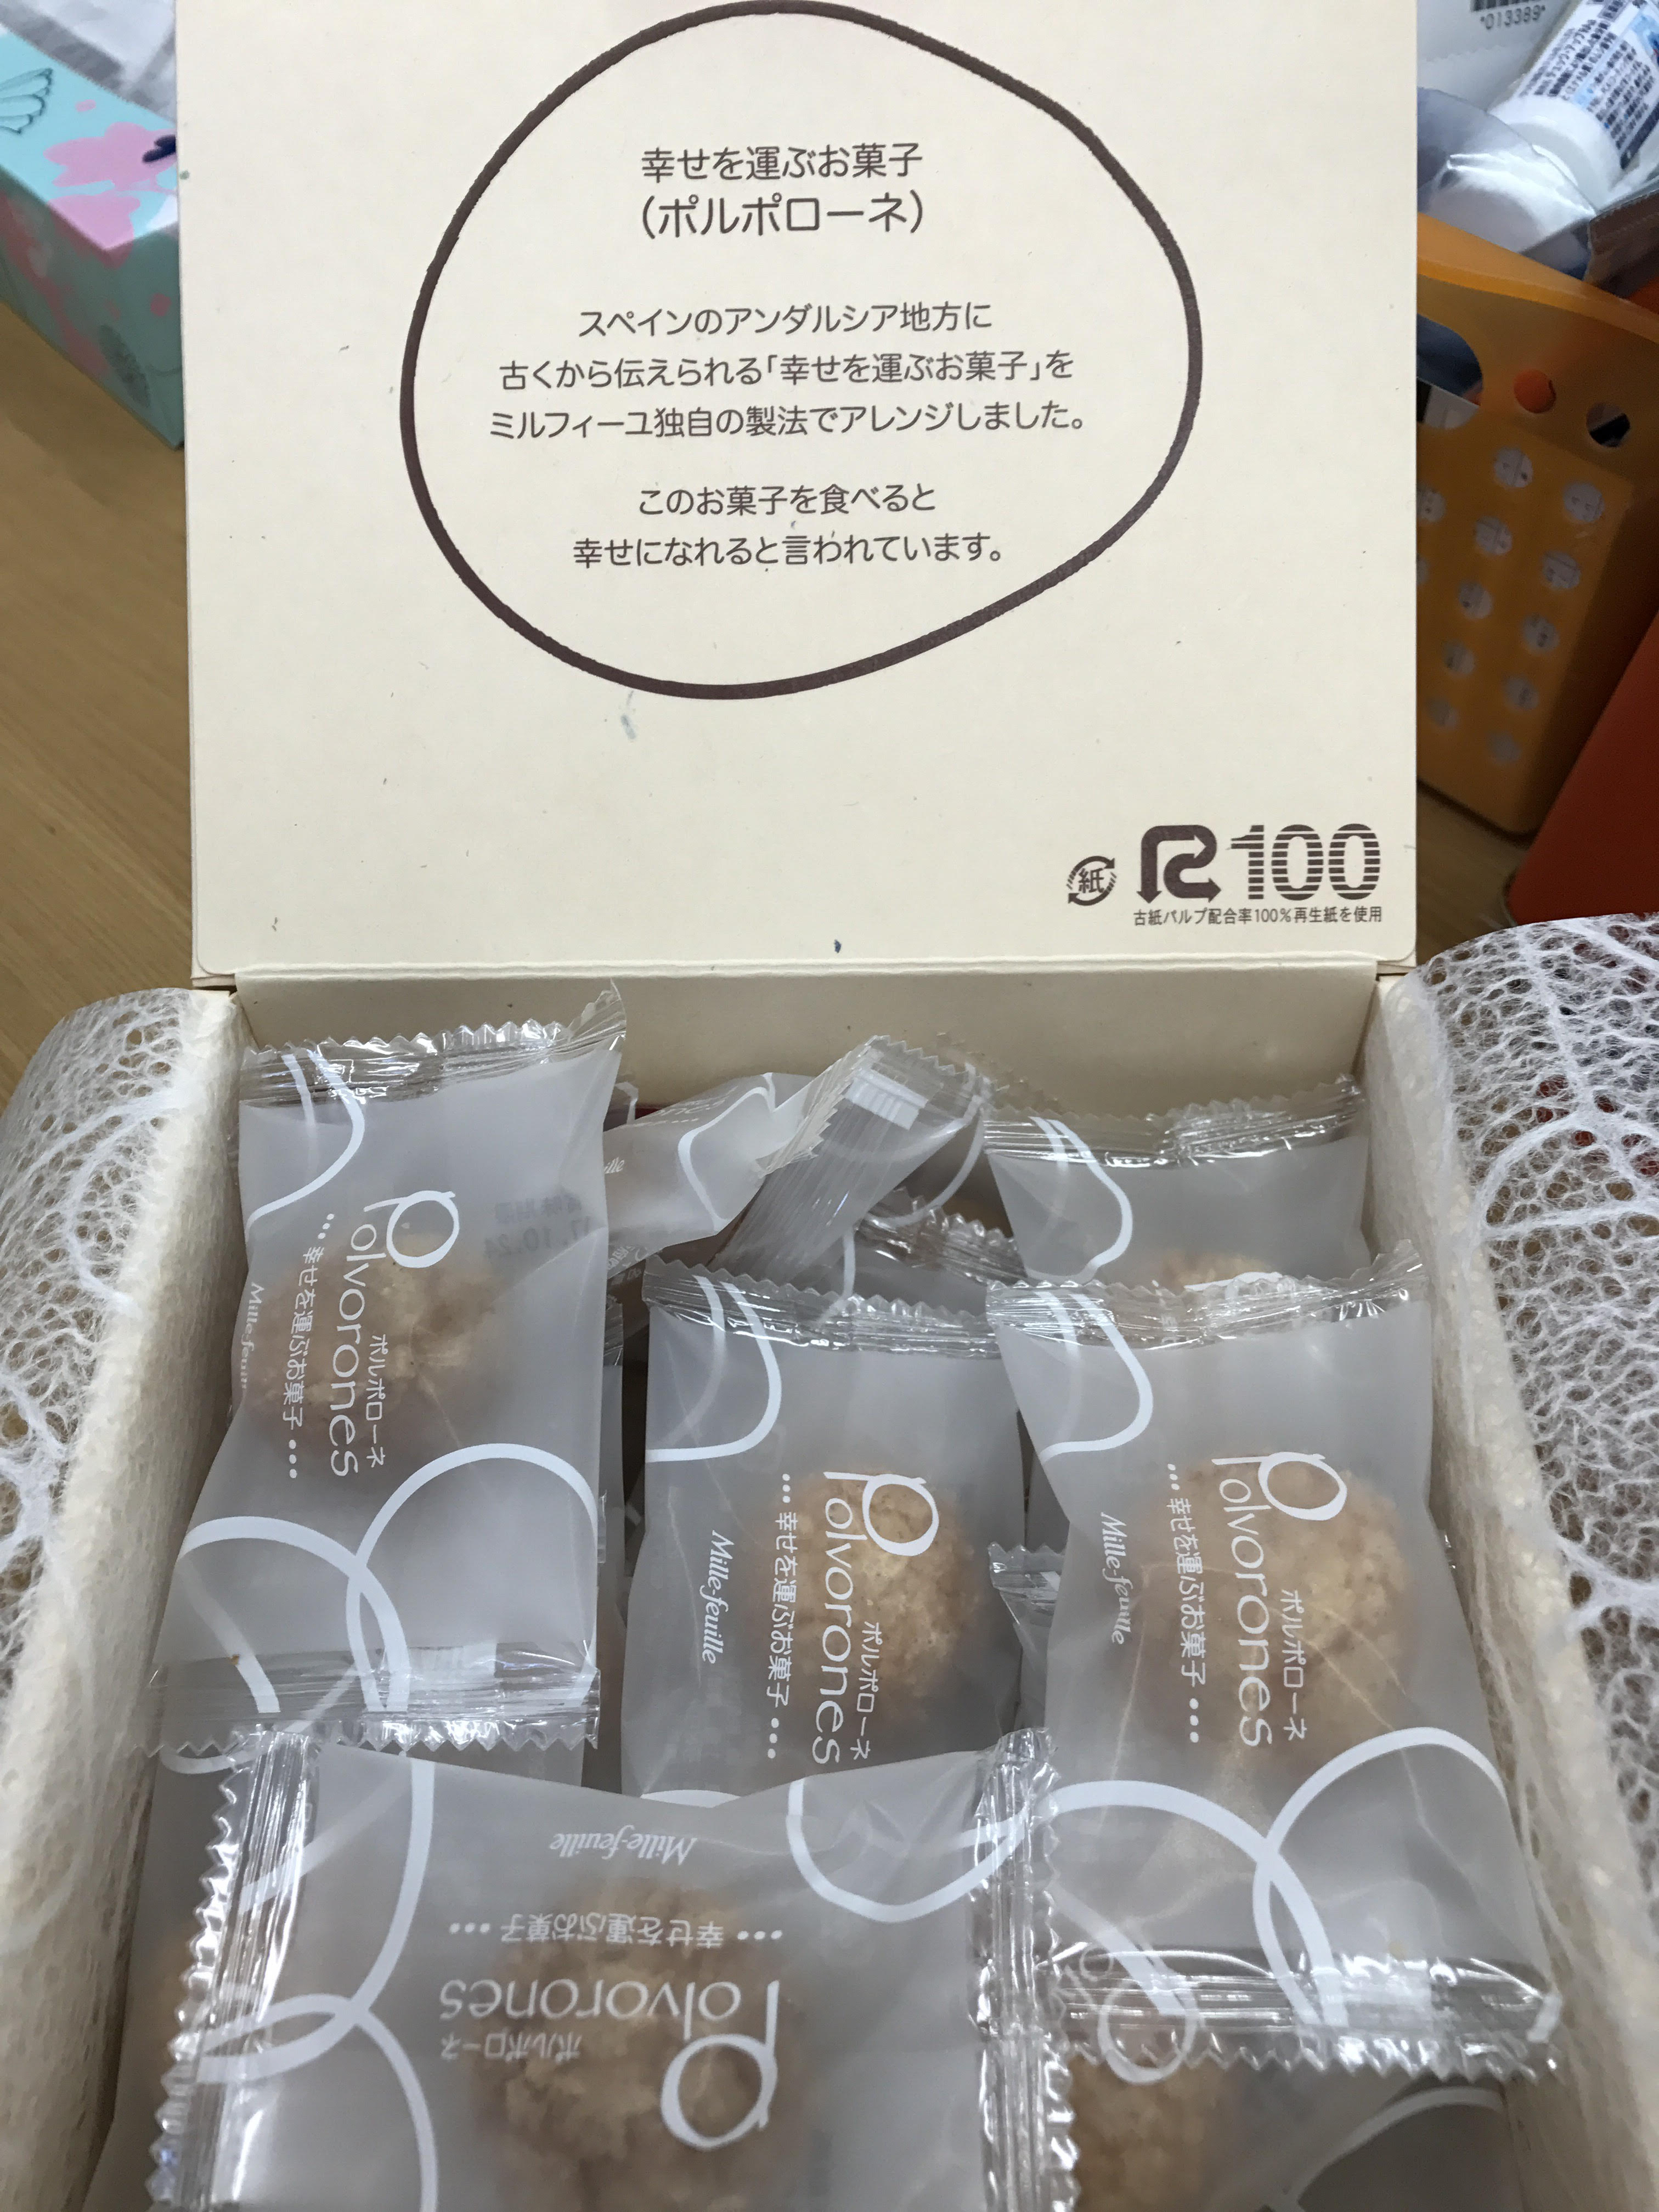 *013389*
幸せを運ぶお菓子
(ポルポローネ)
スペインのアンダルシア地方に
古くから伝えられる「幸せを運ぶお菓子」を
ミルフィーユ独自の製法でアレンジしました。
このお菓子を食べると
幸せになれると言われています。
紙
R100
古紙パルプ配合率100%再生紙を使用
ポルポローネ
Polvorones
•••幸せを運ぶお菓子•••
Mille-feuille
ポルポローネ
Polvorones
•••幸せを運ぶお菓子•••
Mille-feuille
ポルポローネ
Polvorones
•••幸せを運ぶお菓子•••
Mille-feuille
ポルポローネ
Polvorones
•••幸せを運ぶお菓子•••
Mille-feuille